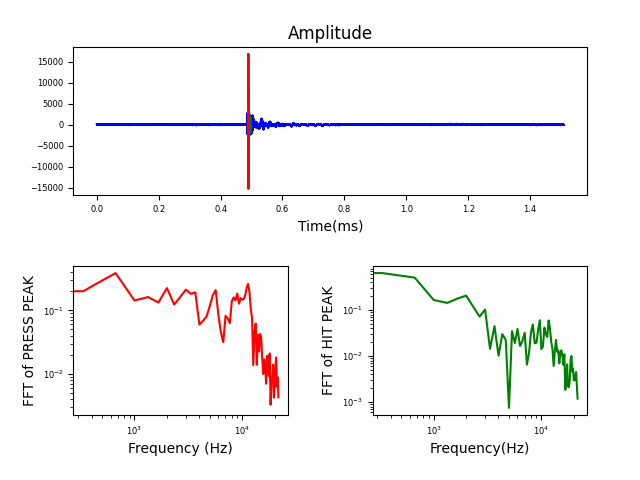 Amplitude
15000
10000
5000
0
−5000
−10000
−15000
0.0 0.2 0.4 0.6 0.8 1.0 1.2 1.4
Time(ms)
FFT of PRESS PEAK
10⁻¹
10⁻²
10³ 10⁴
Frequency (Hz)
FFT of HIT PEAK
10⁻¹
10⁻²
10⁻³
10³ 10⁴
Frequency(Hz)